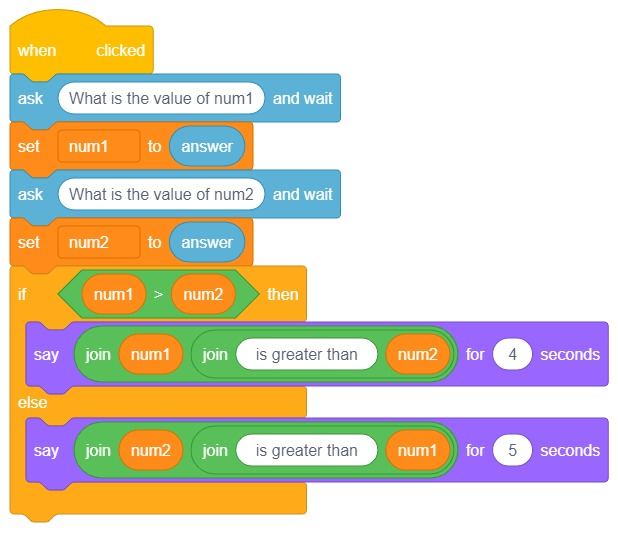 when clicked
ask What is the value of num1 and wait
set num1 to answer
ask What is the value of num2 and wait
set num2 to answer
if num1 > num2 then
say join num1 join is greater than num2 for 4 seconds
else
say join num2 join is greater than num1 for 5 seconds